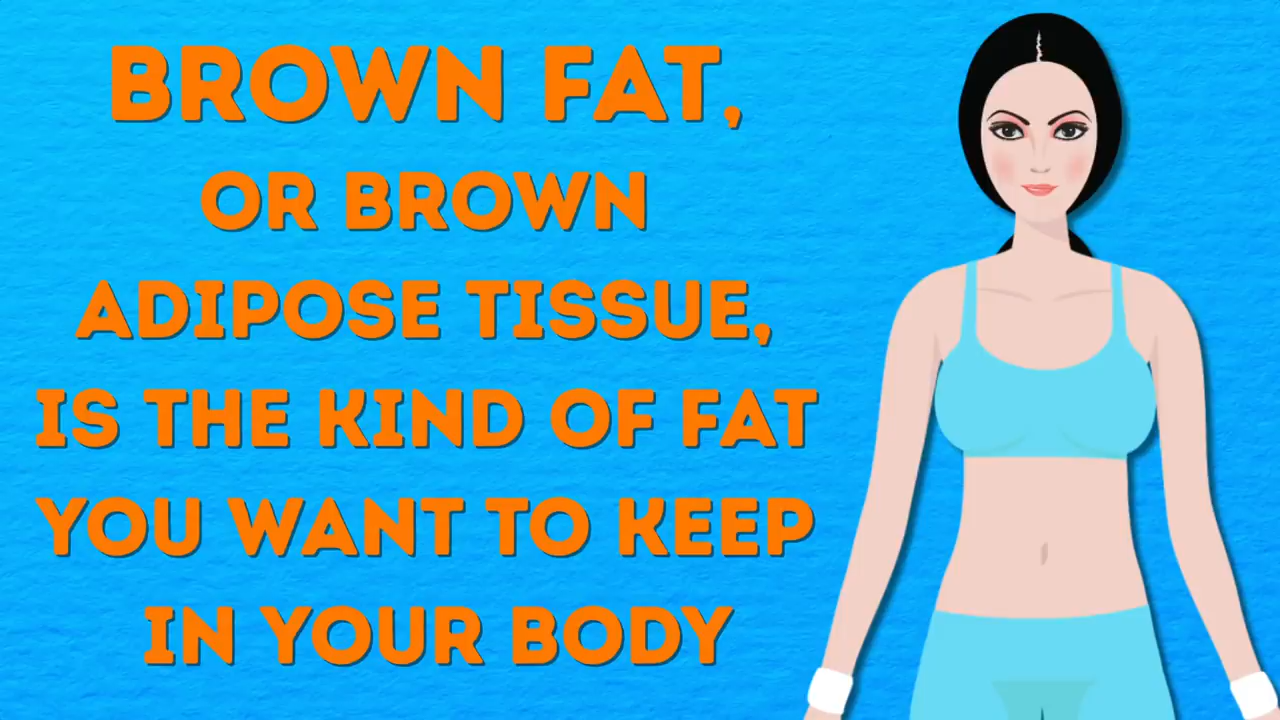 BROWN FAT,
OR BROWN
ADIPOSE TISSUE,
IS THE KIND OF FAT
YOU WANT TO KEEP
IN YOUR BODY